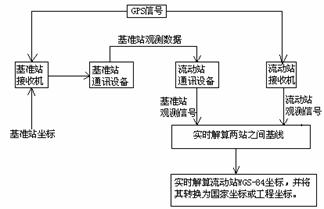 GPS信号
基准站观测数据
基准站
接收机
基准站
通讯设备
流动站
通讯设备
流动站
接收机
基准站坐标
基准站
观测信号
流动站
观测信号
实时解算两站之间基线
实时解算流动站WGS-84坐标，并将
其转换为国家坐标或工程坐标。